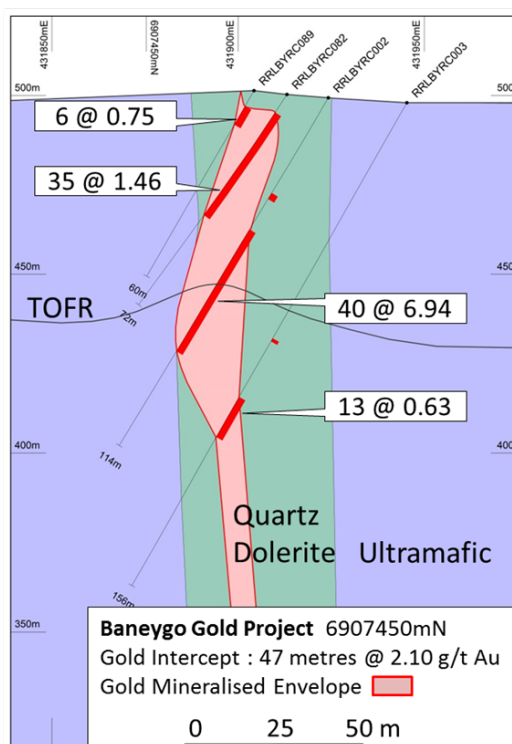 431850mE
6907450mN
431900mE
431950mE
RRLBYRC089
RRLBYRC082
RRLBYRC002
RRLBYRC003
500m
500
6 @ 0.75
35 @ 1.46
450m
450
60m
72m
TOFR
40 @ 6.94
13 @ 0.63
114m
400m
400
Quartz
Dolerite Ultramafic
156m
350m
Baneygo Gold Project 6907450mN
Gold Intercept : 47 metres @ 2.10 g/t Au
Gold Mineralised Envelope
0 25 50 m